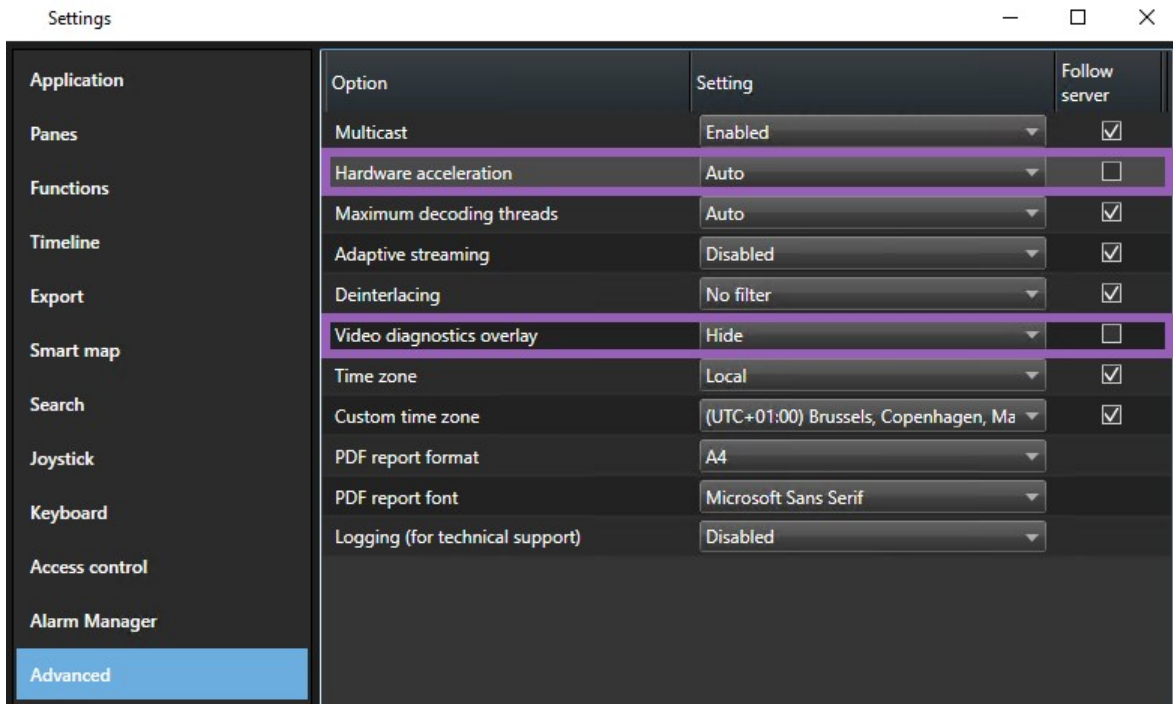 Settings
Application
Panes
Functions
Timeline
Export
Smart map
Search
Joystick
Keyboard
Access control
Alarm Manager
Advanced
Option Setting Follow server
Multicast Enabled
Hardware acceleration Auto
Maximum decoding threads Auto
Adaptive streaming Disabled
Deinterlacing No filter
Video diagnostics overlay Hide
Time zone Local
Custom time zone (UTC+01:00) Brussels, Copenhagen, Ma
PDF report format A4
PDF report font Microsoft Sans Serif
Logging (for technical support) Disabled